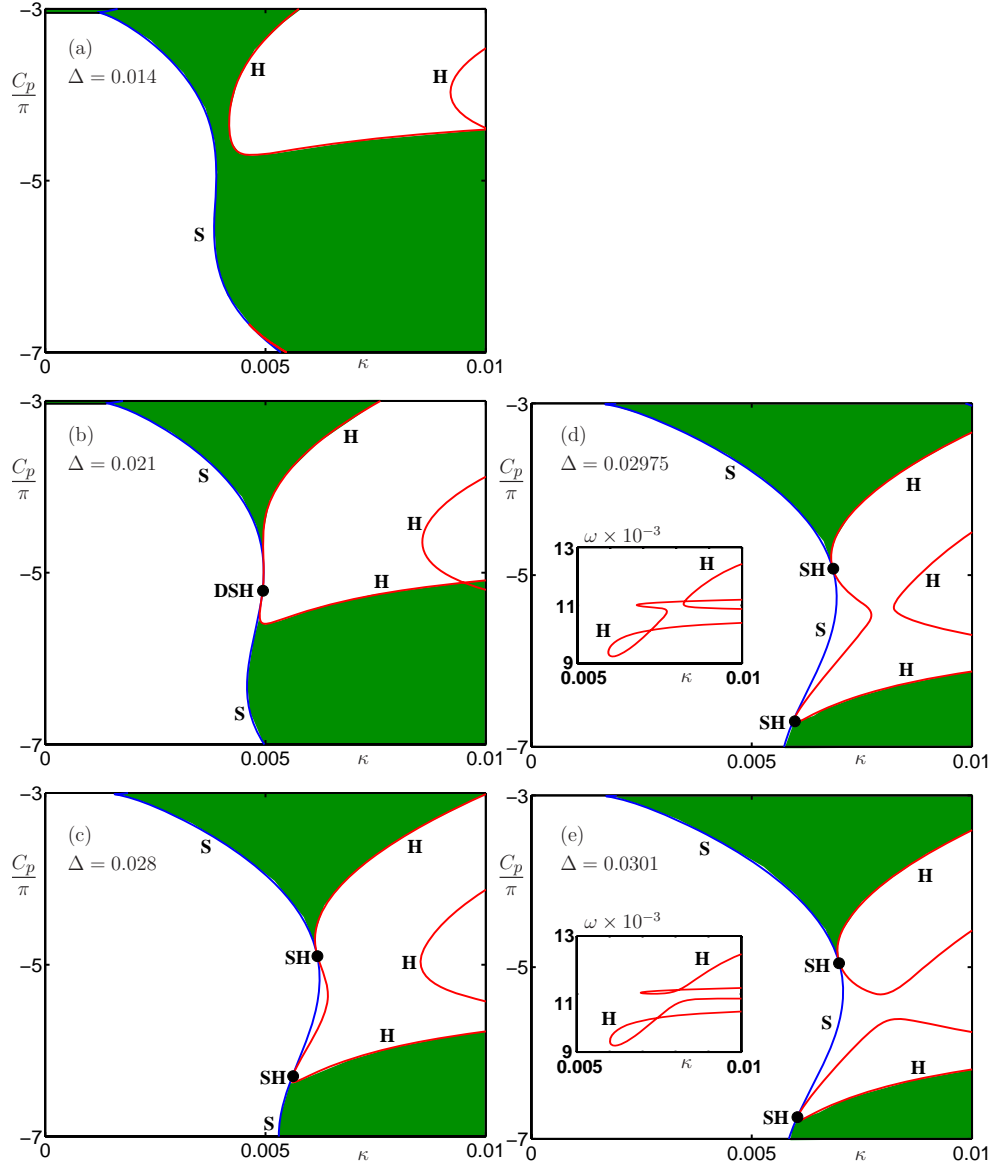 −3
(a)
Δ = 0.014
C_p/π
H
H
−5
S
−7
0
0.005
κ
0.01
−3
(b)
Δ = 0.021
C_p/π
S
H
H
−5
DSH
H
S
−7
0
0.005
κ
0.01
−3
(c)
Δ = 0.028
C_p/π
S
H
SH
H
−5
SH
H
S
−7
0
0.005
κ
0.01
−3
(d)
Δ = 0.02975
C_p/π
S
H
ω × 10⁻³
13
H
11
H
9
0.005
κ
0.01
−5
SH
H
S
H
SH
−7
0
0.005
κ
0.01
−3
(e)
Δ = 0.0301
C_p/π
S
H
ω × 10⁻³
13
H
11
H
9
0.005
κ
0.01
−5
SH
S
H
SH
−7
0
0.005
κ
0.01